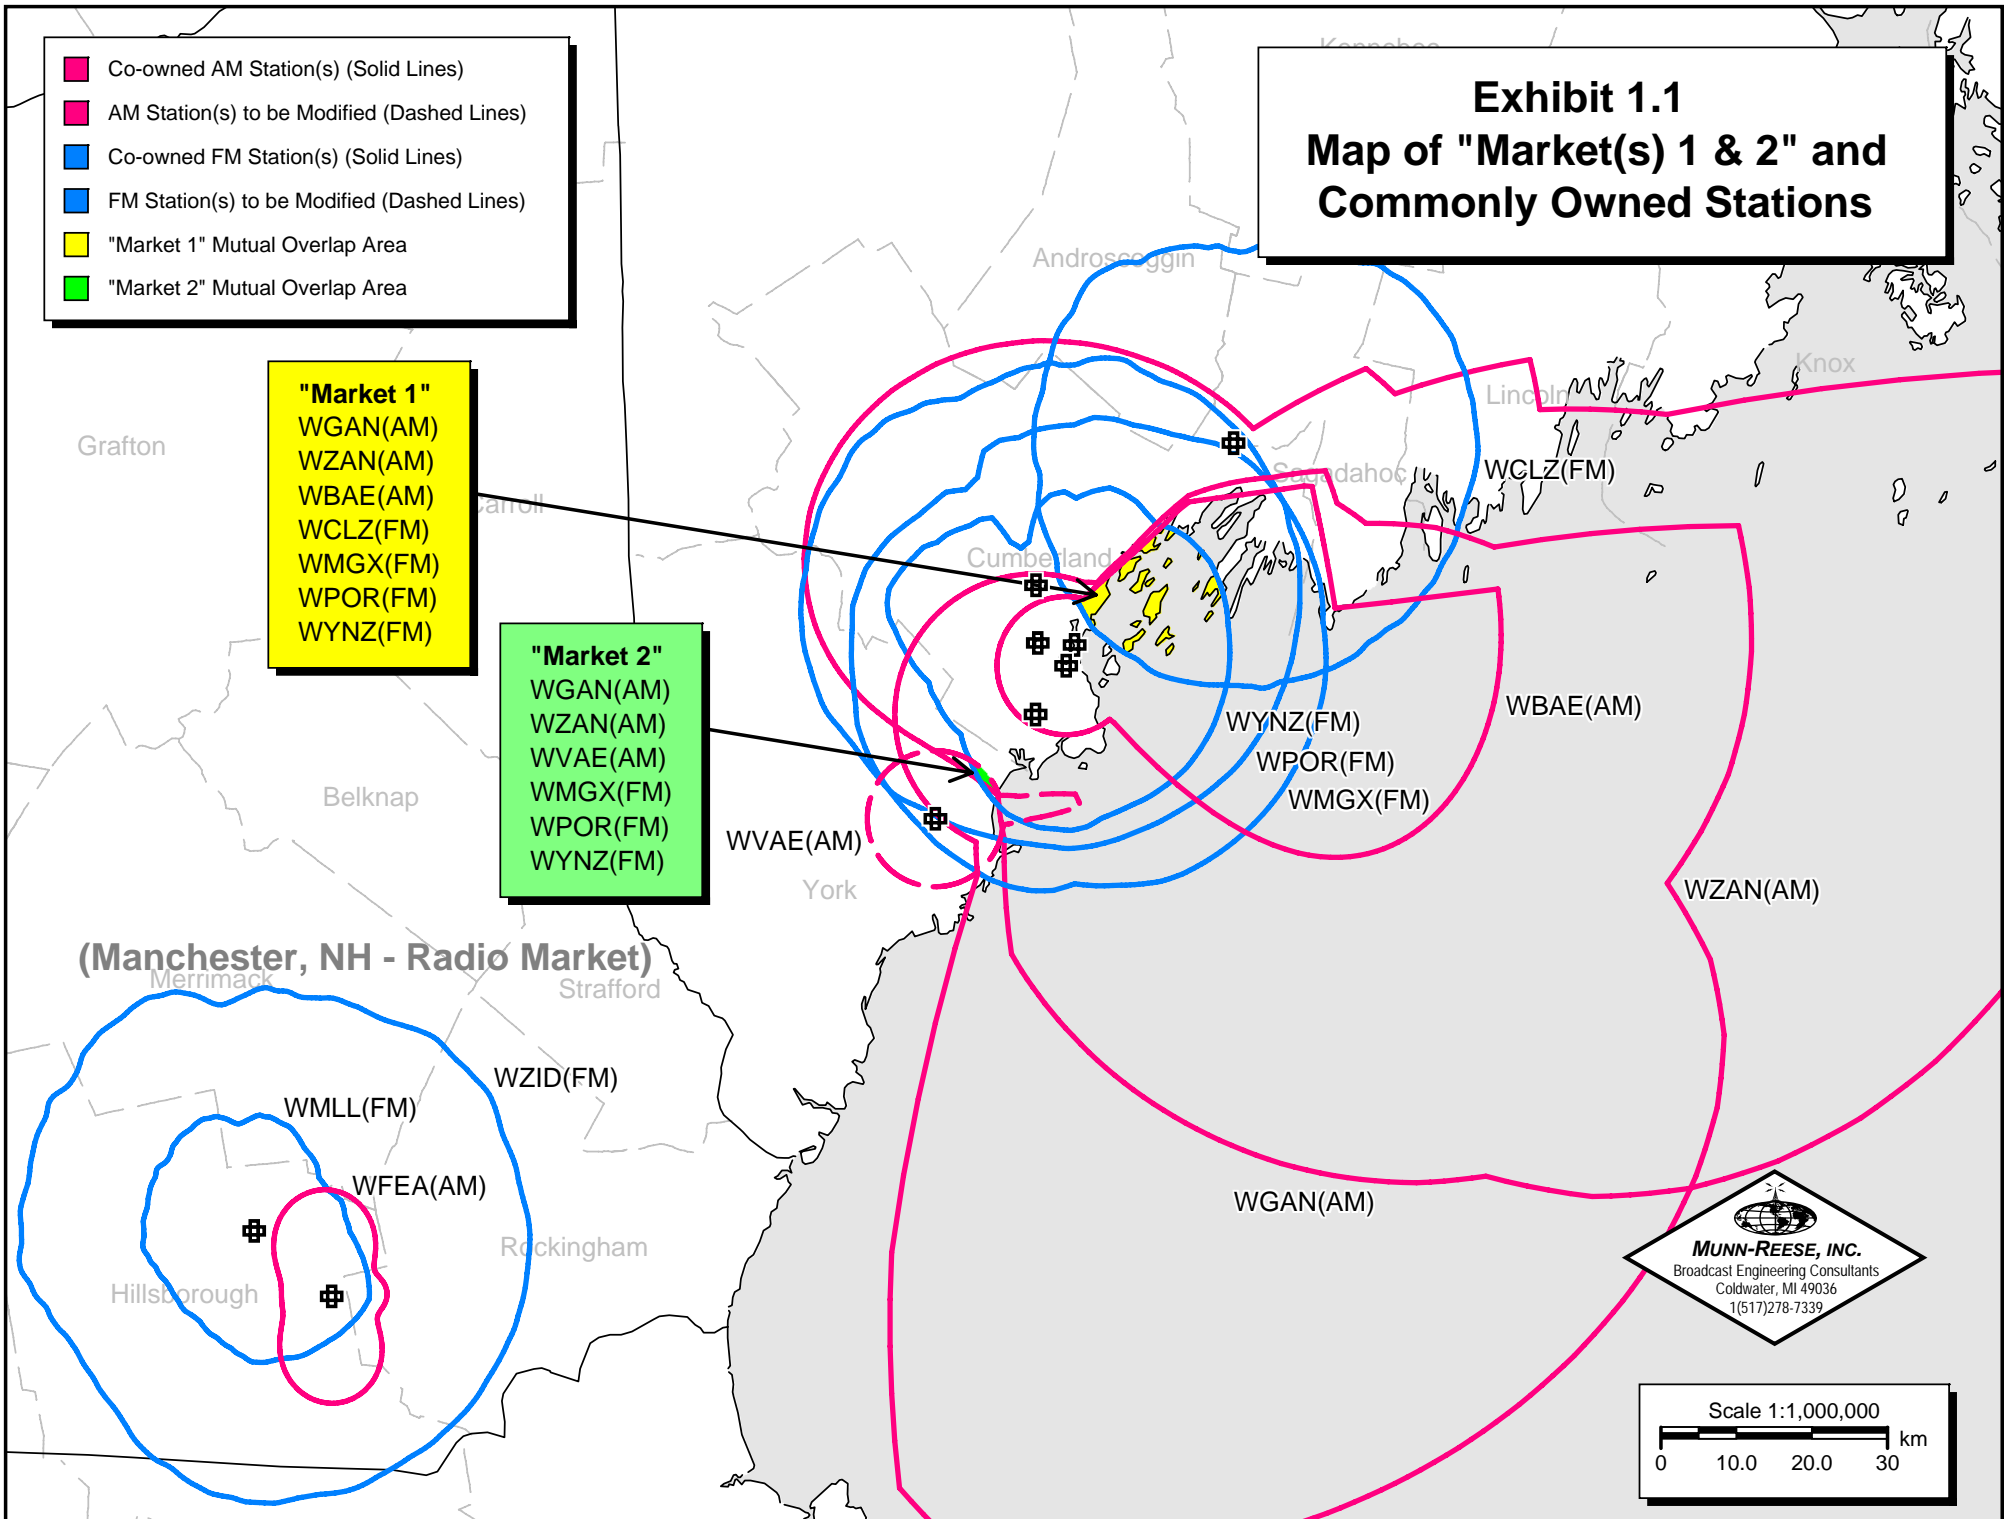 Co-owned AM Station(s) (Solid Lines)
AM Station(s) to be Modified (Dashed Lines)
Co-owned FM Station(s) (Solid Lines)
FM Station(s) to be Modified (Dashed Lines)
"Market 1" Mutual Overlap Area
"Market 2" Mutual Overlap Area
Kennebec
Exhibit 1.1
Map of "Market(s) 1 & 2" and
Commonly Owned Stations
Androscoggin
Knox
Lincoln
"Market 1"
WGAN(AM)
WZAN(AM)
WBAE(AM)
WCLZ(FM)
WMGX(FM)
WPOR(FM)
WYNZ(FM)
Grafton
Carroll
Sagadahoc
WCLZ(FM)
Cumberland
"Market 2"
WGAN(AM)
WZAN(AM)
WVAE(AM)
WMGX(FM)
WPOR(FM)
WYNZ(FM)
WBAE(AM)
WYNZ(FM)
WPOR(FM)
WMGX(FM)
Belknap
WVAE(AM)
York
WZAN(AM)
(Manchester, NH - Radio Market)
Merrimack
Strafford
WZID(FM)
WMLL(FM)
WFEA(AM)
WGAN(AM)
Rockingham
Hillsborough
MUNN-REESE, INC.
Broadcast Engineering Consultants
Coldwater, MI 49036
1(517)278-7339
Scale 1:1,000,000
km
0 10.0 20.0 30